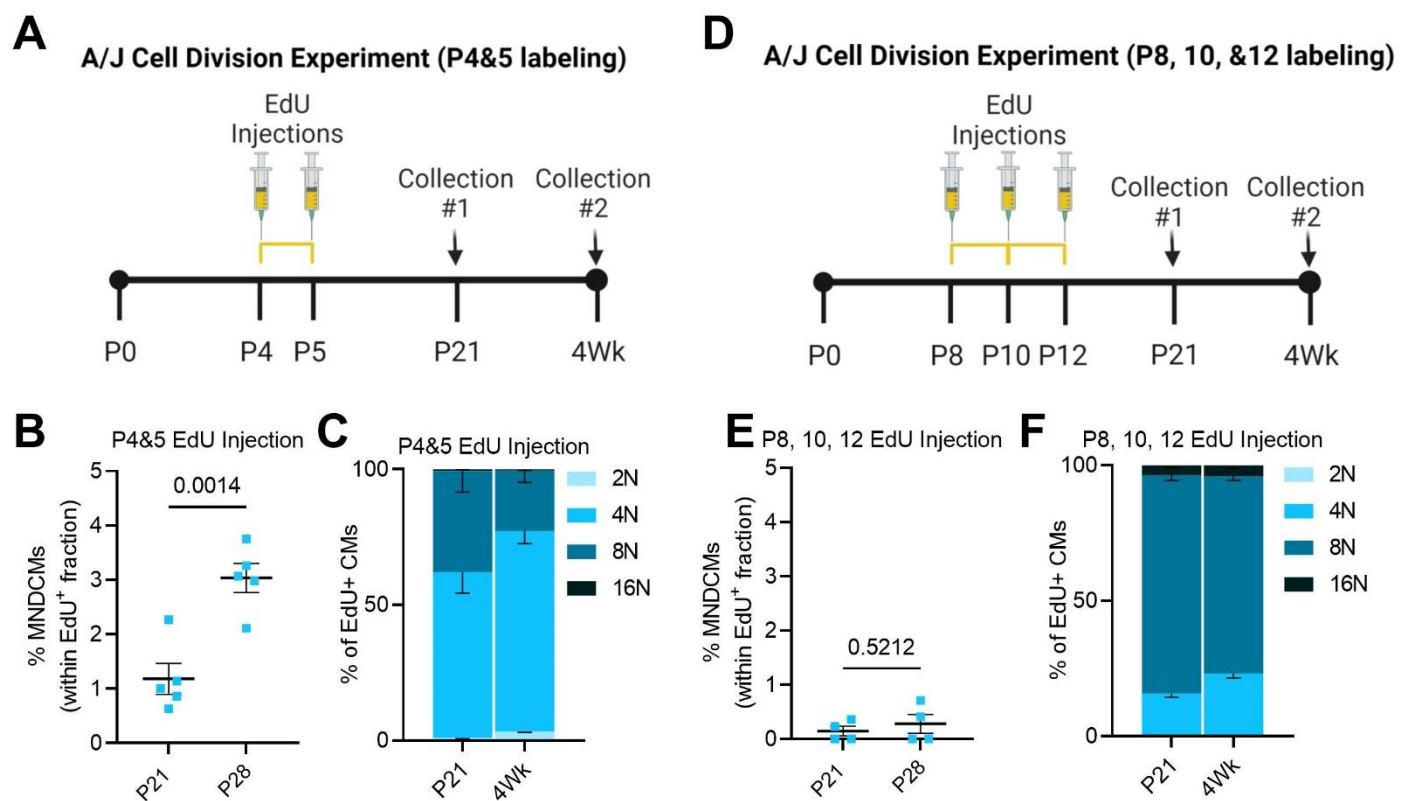 A
A/J Cell Division Experiment (P4&5 labeling)
EdU
Injections
Collection
#1
Collection
#2
P0
P4
P5
P21
4Wk
B
P4&5 EdU Injection
% MNDCMs
(within EdU⁺ fraction)
5
4
3
2
1
0
0.0014
P21
P28
C
P4&5 EdU Injection
% of EdU+ CMs
100
50
0
2N
4N
8N
16N
P21
4Wk
D
A/J Cell Division Experiment (P8, 10, &12 labeling)
EdU
Injections
Collection
#1
Collection
#2
P0
P8
P10
P12
P21
4Wk
E
P8, 10, 12 EdU Injection
% MNDCMs
(within EdU⁺ fraction)
5
4
3
2
1
0
0.5212
P21
P28
F
P8, 10, 12 EdU Injection
% of EdU+ CMs
100
50
0
2N
4N
8N
16N
P21
4Wk